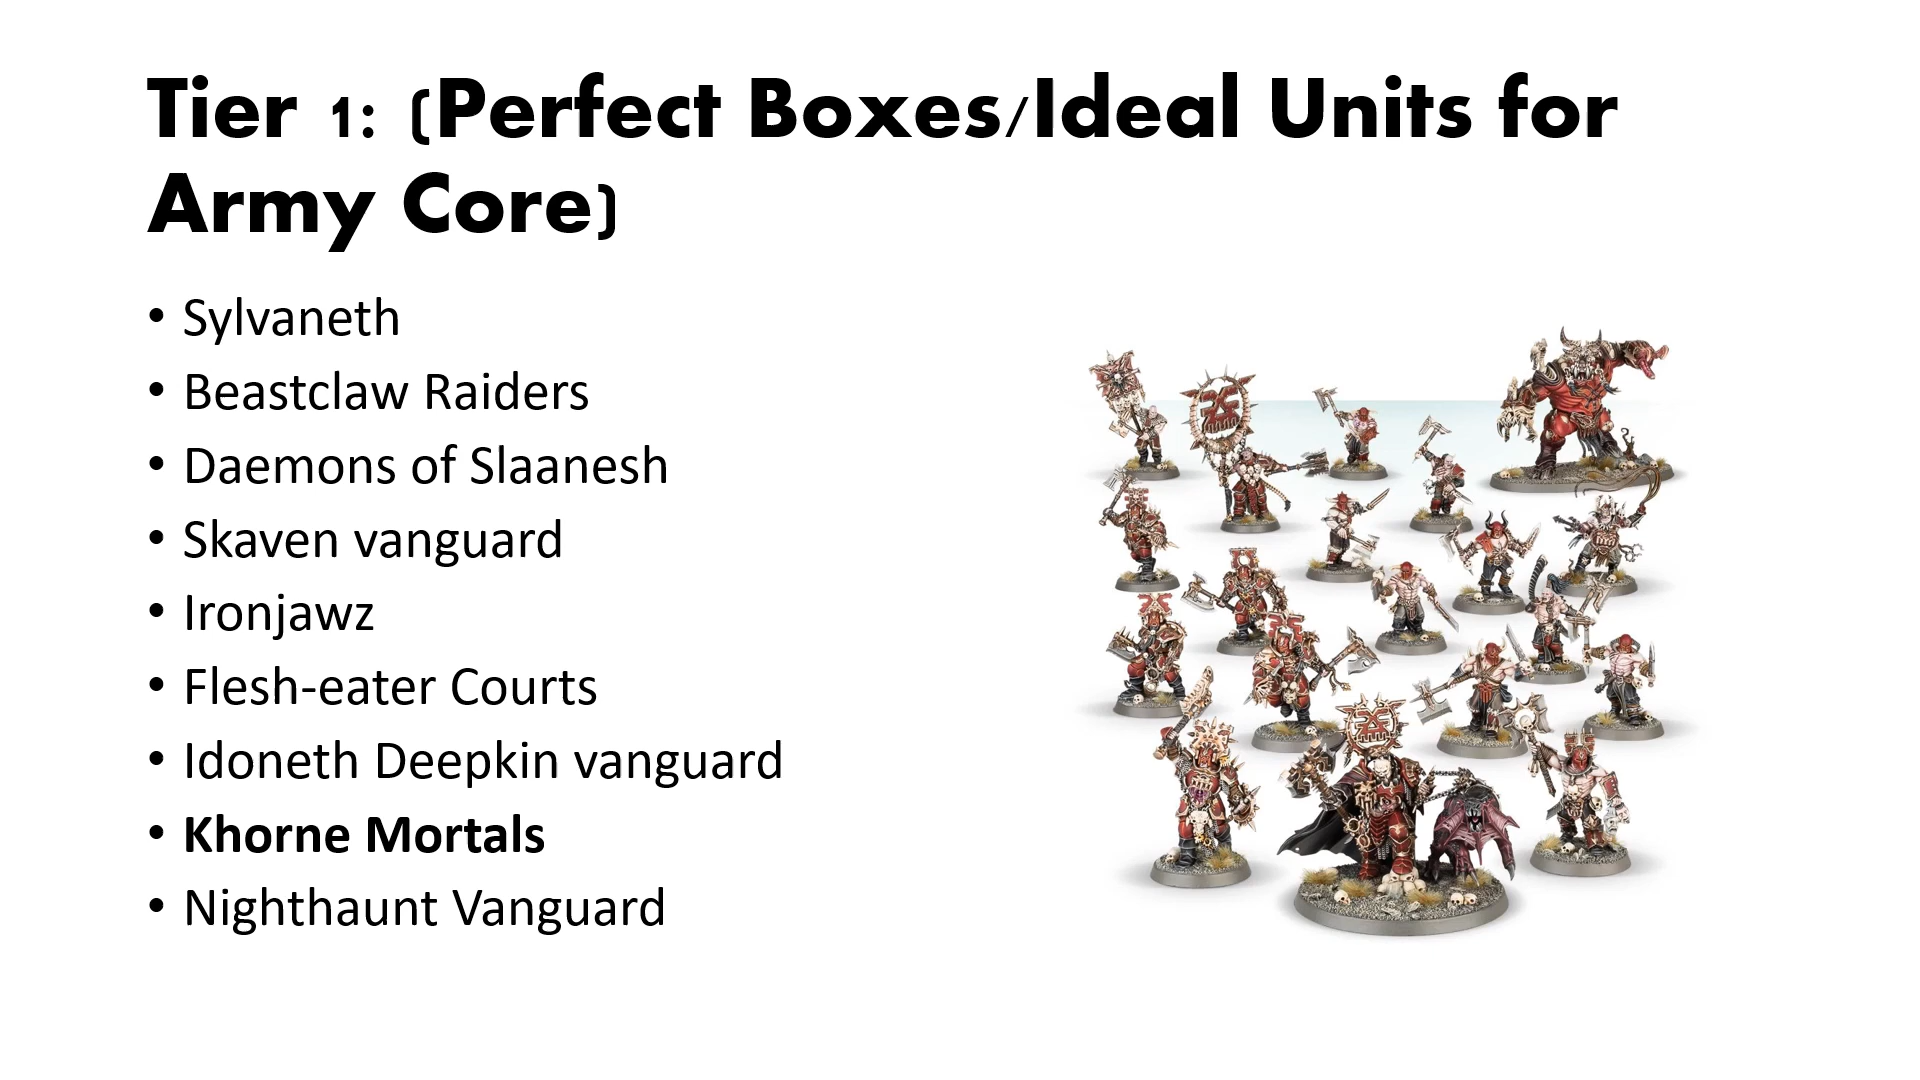 Tier 1: (Perfect Boxes/Ideal Units for
Army Core)
• Sylvaneth
• Beastclaw Raiders
• Daemons of Slaanesh
• Skaven vanguard
• Ironjawz
• Flesh-eater Courts
• Idoneth Deepkin vanguard
• Khorne Mortals
• Nighthaunt Vanguard